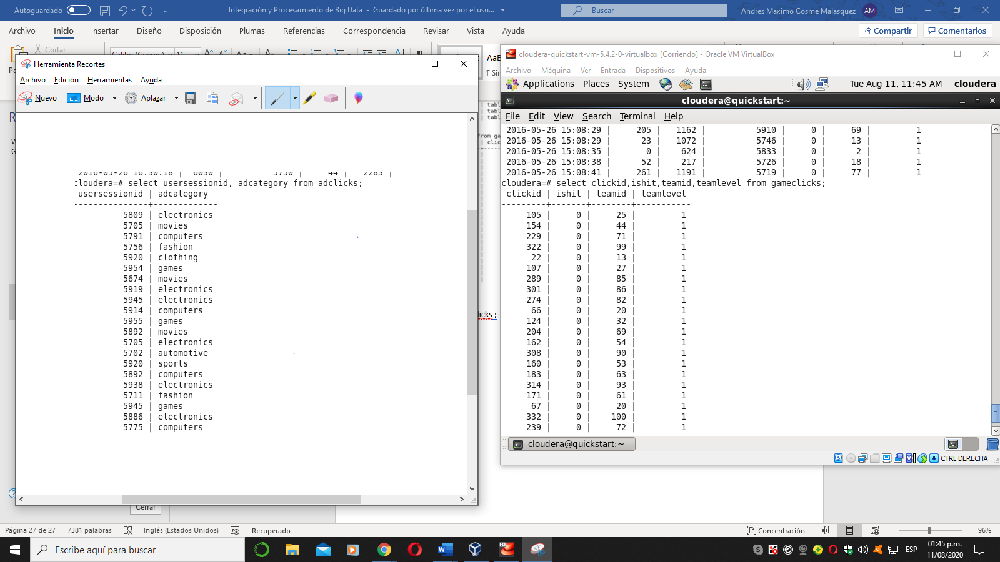 Autoguardado
Integración y Procesamiento de Big Data - Guardado por última vez por el usu...
Buscar
Andres Maximo Cosme Malasquez AM
Archivo Inicio Insertar Diseño Disposición Plumas Referencias Correspondencia Revisar Vista Ayuda
Compartir Comentarios
Cortar
Herramienta Recortes
Archivo Edición Herramientas Ayuda
Nuevo Modo Aplazar
2016-05-26 16:30:18 | 6030 | 5750 | 44 | 2283 |
cloudera=# select usersessionid, adcategory from adclicks;
usersessionid | adcategory
---------------+-------------
5809 | electronics
5705 | movies
5791 | computers
5756 | fashion
5920 | clothing
5954 | games
5674 | movies
5919 | electronics
5945 | electronics
5914 | computers
5955 | games
5892 | movies
5705 | electronics
5702 | automotive
5920 | sports
5892 | computers
5938 | electronics
5711 | fashion
5945 | games
5886 | electronics
5775 | computers
Cerrar
licks ;
cloudera-quickstart-vm-5.4.2-0-virtualbox [Corriendo] - Oracle VM VirtualBox
Archivo Máquina Ver Entrada Dispositivos Ayuda
Applications Places System Tue Aug 11, 11:45 AM cloudera
cloudera@quickstart:~
File Edit View Search Terminal Help
2016-05-26 15:08:29 | 205 | 1162 | 5910 | 0 | 69 | 1
2016-05-26 15:08:29 | 23 | 1072 | 5746 | 0 | 13 | 1
2016-05-26 15:08:35 | 0 | 624 | 5833 | 0 | 2 | 1
2016-05-26 15:08:38 | 52 | 217 | 5726 | 0 | 18 | 1
2016-05-26 15:08:41 | 261 | 1191 | 5719 | 0 | 77 | 1
cloudera=# select clickid,ishit,teamid,teamlevel from gameclicks;
clickid | ishit | teamid | teamlevel
---------+-------+--------+-----------
105 | 0 | 25 | 1
154 | 0 | 44 | 1
229 | 0 | 71 | 1
322 | 0 | 99 | 1
22 | 0 | 13 | 1
107 | 0 | 27 | 1
289 | 0 | 85 | 1
301 | 0 | 86 | 1
274 | 0 | 82 | 1
66 | 0 | 20 | 1
124 | 0 | 32 | 1
204 | 0 | 69 | 1
162 | 0 | 54 | 1
308 | 0 | 90 | 1
160 | 0 | 53 | 1
183 | 0 | 63 | 1
314 | 0 | 93 | 1
171 | 0 | 61 | 1
67 | 0 | 20 | 1
332 | 0 | 100 | 1
239 | 0 | 72 | 1
cloudera@quickstart:~
CTRL DERECHA
Página 27 de 27 7381 palabras Inglés (Estados Unidos) Recuperado
Concentración 96%
Escribe aquí para buscar
ESP
01:45 p.m.
11/08/2020